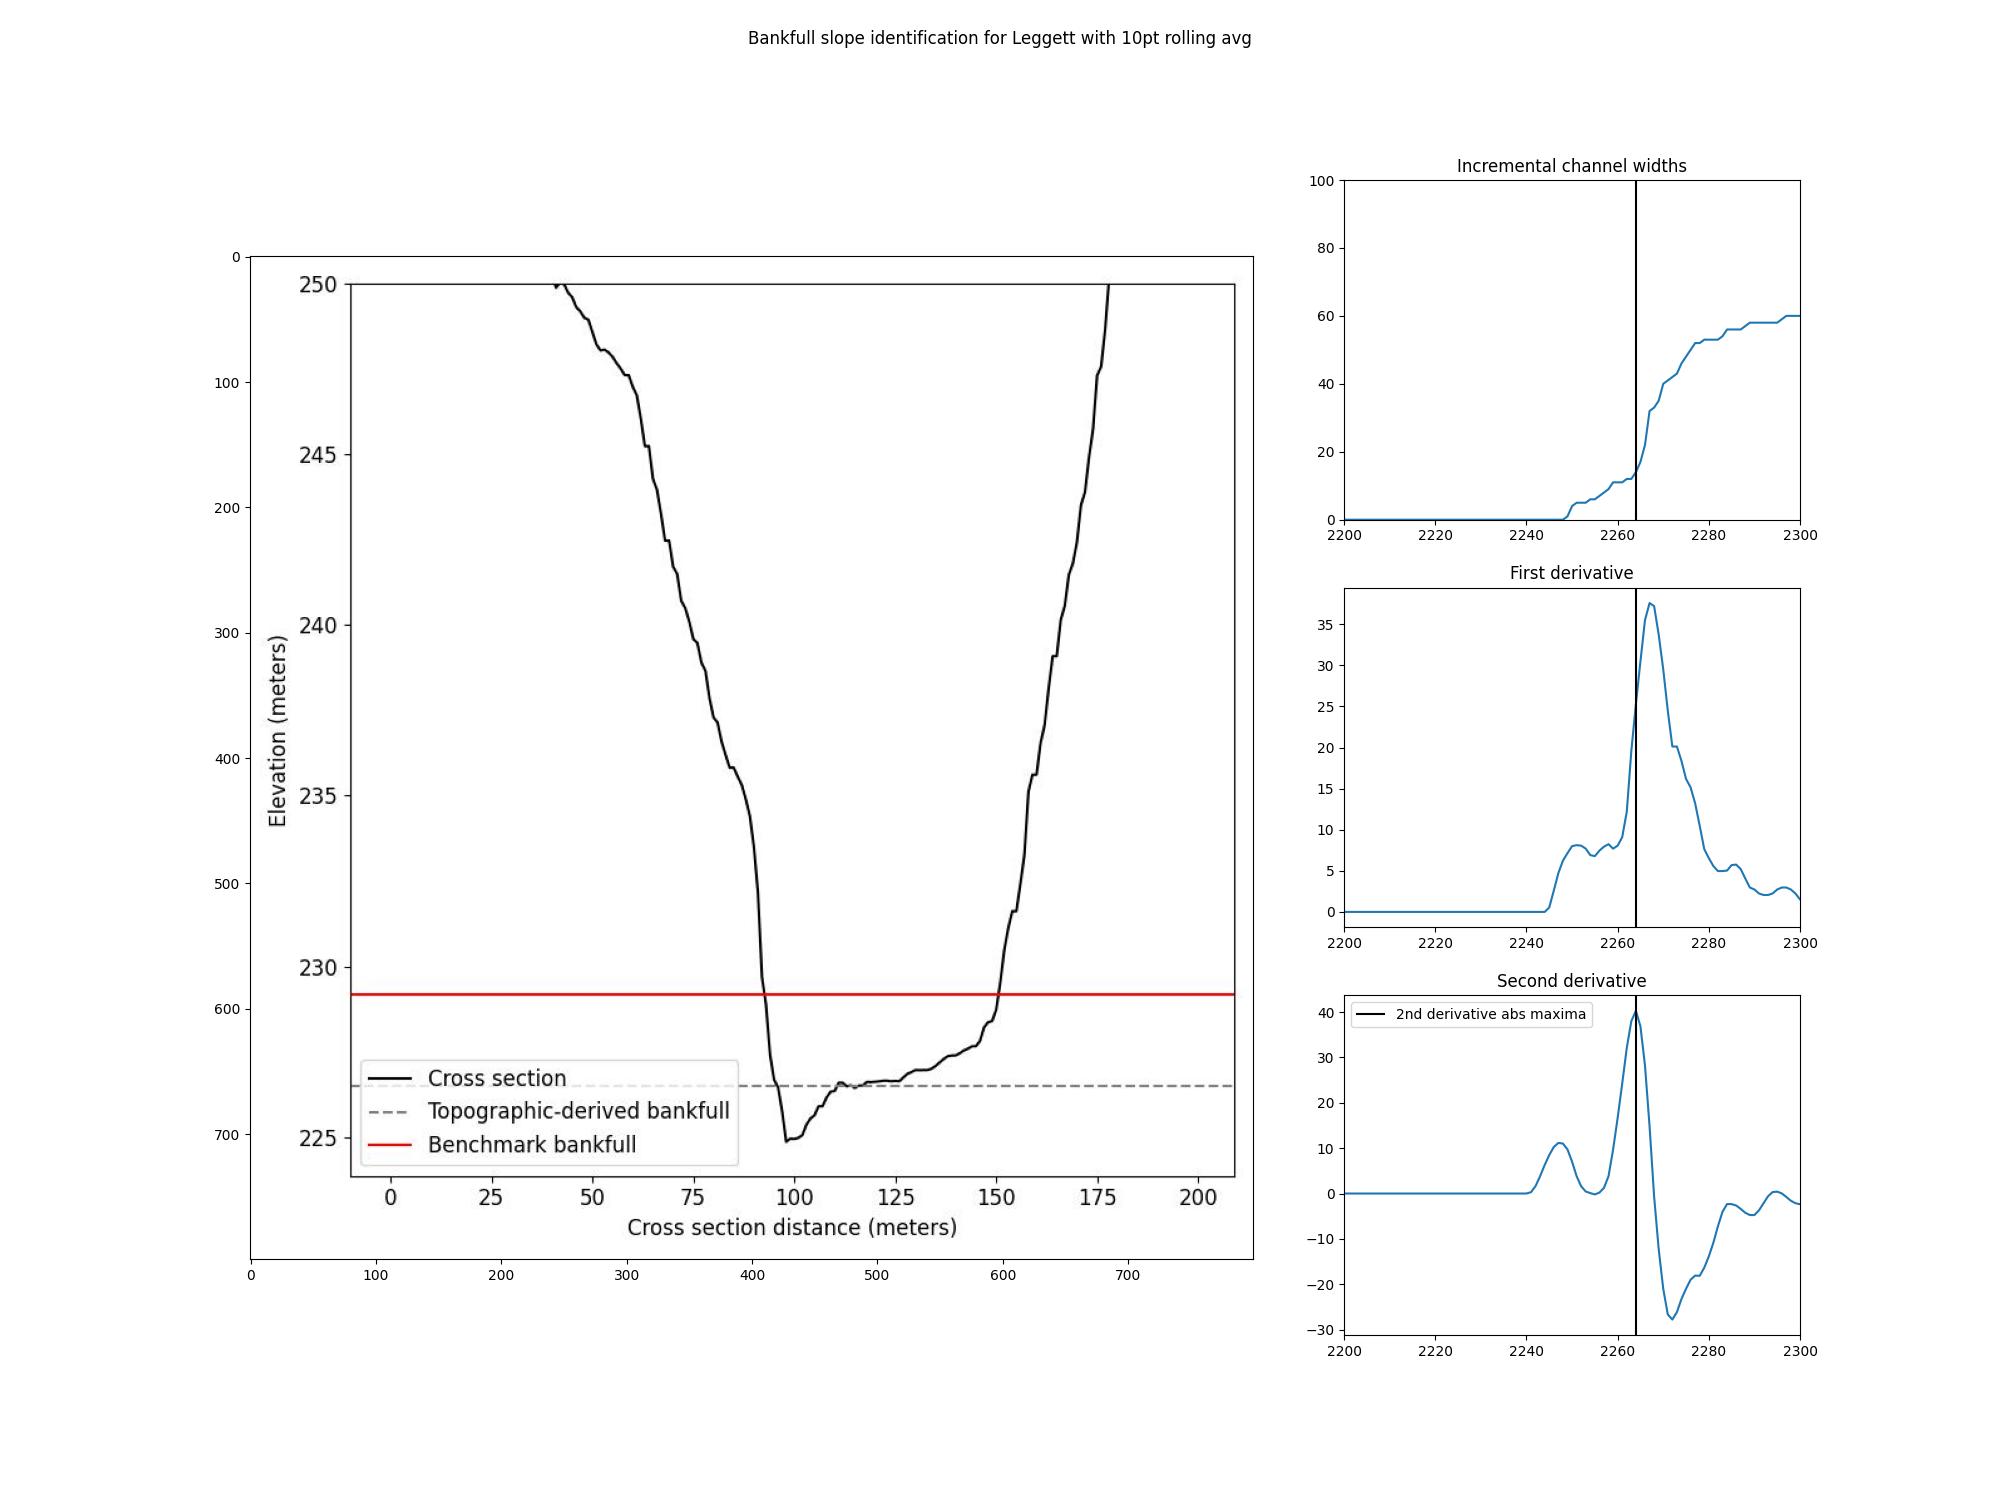 Bankfull slope identification for Leggett with 10pt rolling avg
0
100
200
300
400
500
600
700
250
245
240
235
230
225
Elevation (meters)
Cross section
Topographic-derived bankfull
Benchmark bankfull
0 25 50 75 100 125 150 175 200
Cross section distance (meters)
0 100 200 300 400 500 600 700
Incremental channel widths
100
80
60
40
20
0
2200 2220 2240 2260 2280 2300
First derivative
35
30
25
20
15
10
5
0
2200 2220 2240 2260 2280 2300
Second derivative
2nd derivative abs maxima
40
30
20
10
0
−10
−20
−30
2200 2220 2240 2260 2280 2300